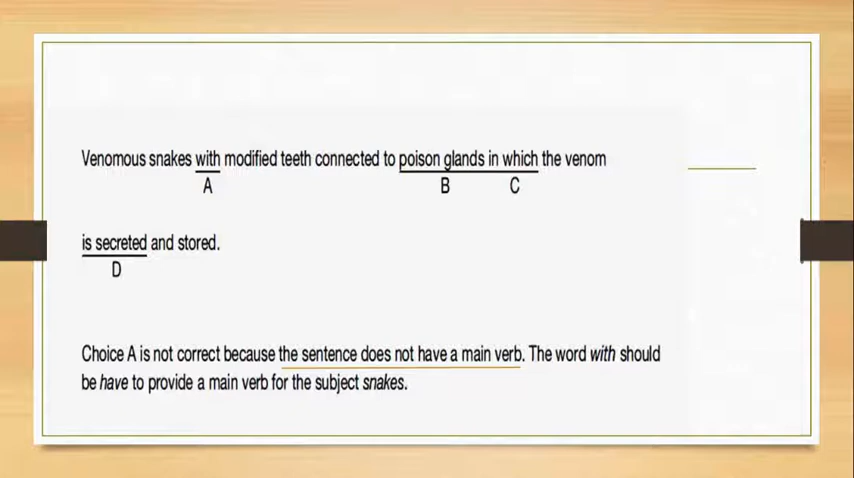 Venomous snakes with modified teeth connected to poison glands in which the venom
A B C
is secreted and stored.
D
Choice A is not correct because the sentence does not have a main verb. The word with should
be have to provide a main verb for the subject snakes.